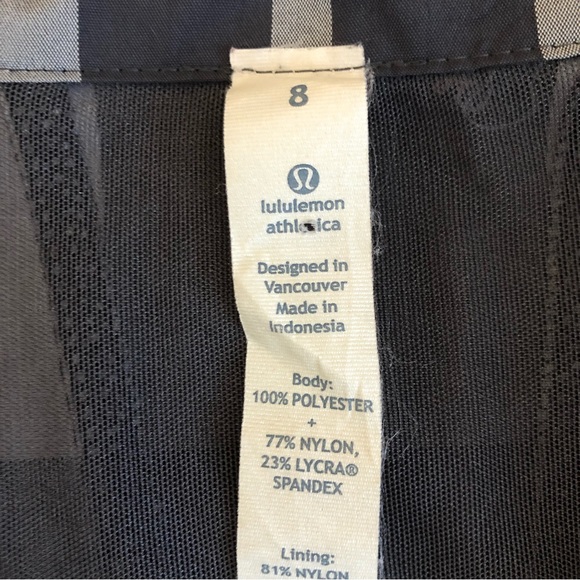 8
lululemon
athletica
Designed in
Vancouver
Made in
Indonesia
Body:
100% POLYESTER
+
77% NYLON,
23% LYCRA®
SPANDEX
Lining:
81% NYLON